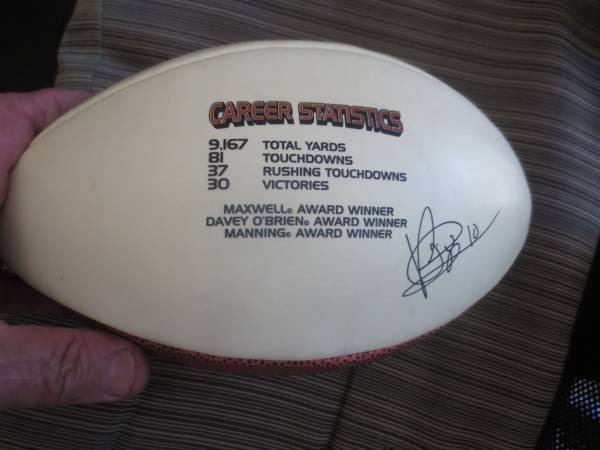 CAREER STATISTICS
9,167 TOTAL YARDS
81 TOUCHDOWNS
37 RUSHING TOUCHDOWNS
30 VICTORIES
MAXWELL® AWARD WINNER
DAVEY O'BRIEN® AWARD WINNER
MANNING® AWARD WINNER
10